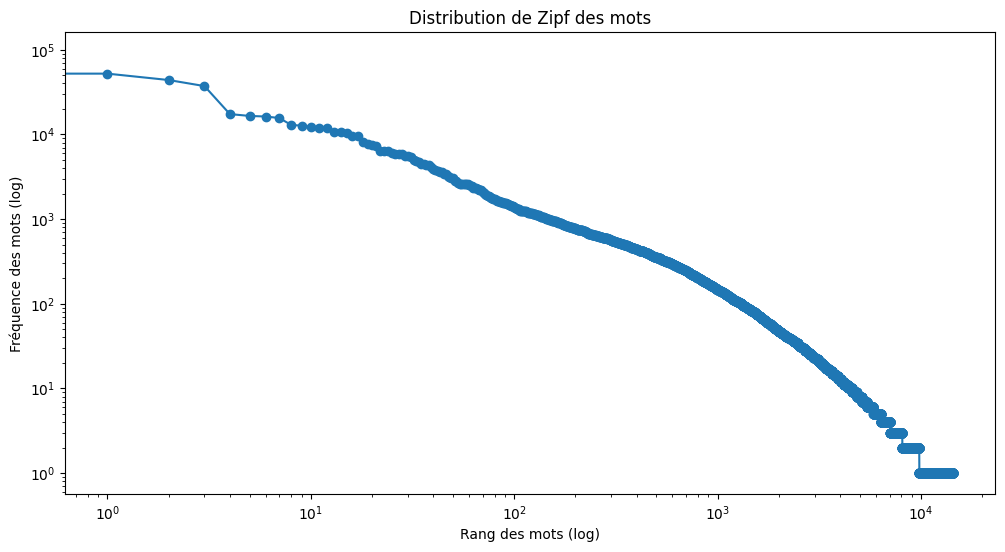 Distribution de Zipf des mots
Fréquence des mots (log)
10^5
10^4
10^3
10^2
10^1
10^0
10^0 10^1 10^2 10^3 10^4
Rang des mots (log)